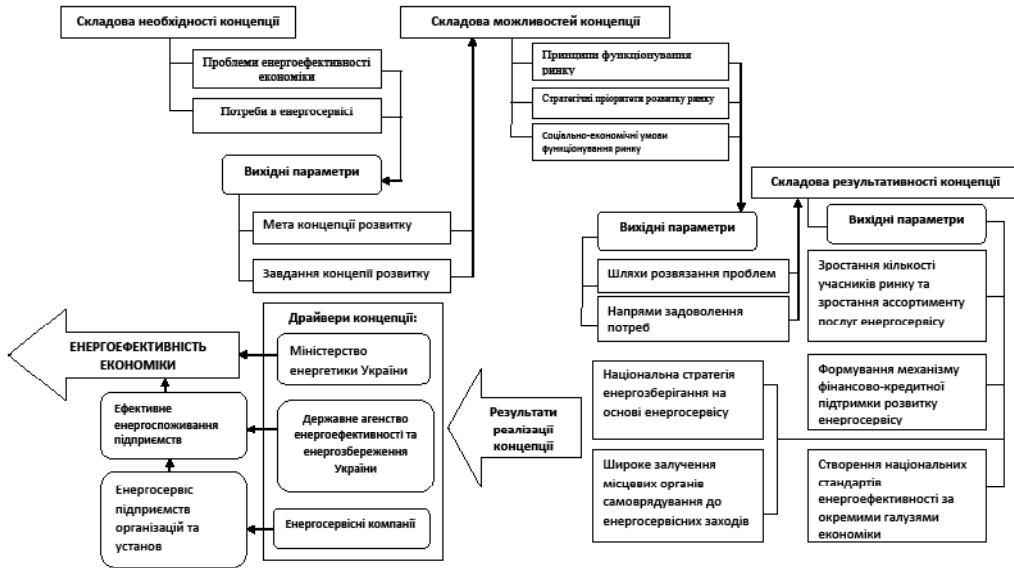 Складова необхідності концепції
Проблеми енергоефективності
економіки
Потреби в енергосервісі
Вихідні параметри
Мета концепції розвитку
Завдання концепії розвитку
Складова можливостей концепції
Принципи функціонування
ринку
Стратегічні пріоритети розвитку ринку
Соціально-економічні умови
функціонування ринку
Вихідні параметри
Шляхи розвязання проблем
Напрями задоволення
потреб
Складова результативності концепції
Вихідні параметри
Зростання кількості
учасників ринку та
зростання ассортименту
послуг енергосервісу
Формування механізму
фінансово-кредитної
підтримки розвитку
енергосервісу
Створення національних
стандартів
енергоефективності за
окремими галузями
економіки
Національна стратегія
енергозберігання на
основі енергосервісу
Широке залучення
місцевих органів
самоврядування до
енергосервісних заходів
Результати
реалізації
концепції
Драйвери концепції:
Міністерство
енергетики України
Державне агенство
енергоефективності та
енергозбереження
України
Енергосервісні компанії
ЕНЕРГОЕФЕКТИВНІСТЬ
ЕКОНОМІКИ
Ефективне
енергоспоживання
підприємств
Енергосервіс
підприємств
організацій та
установ